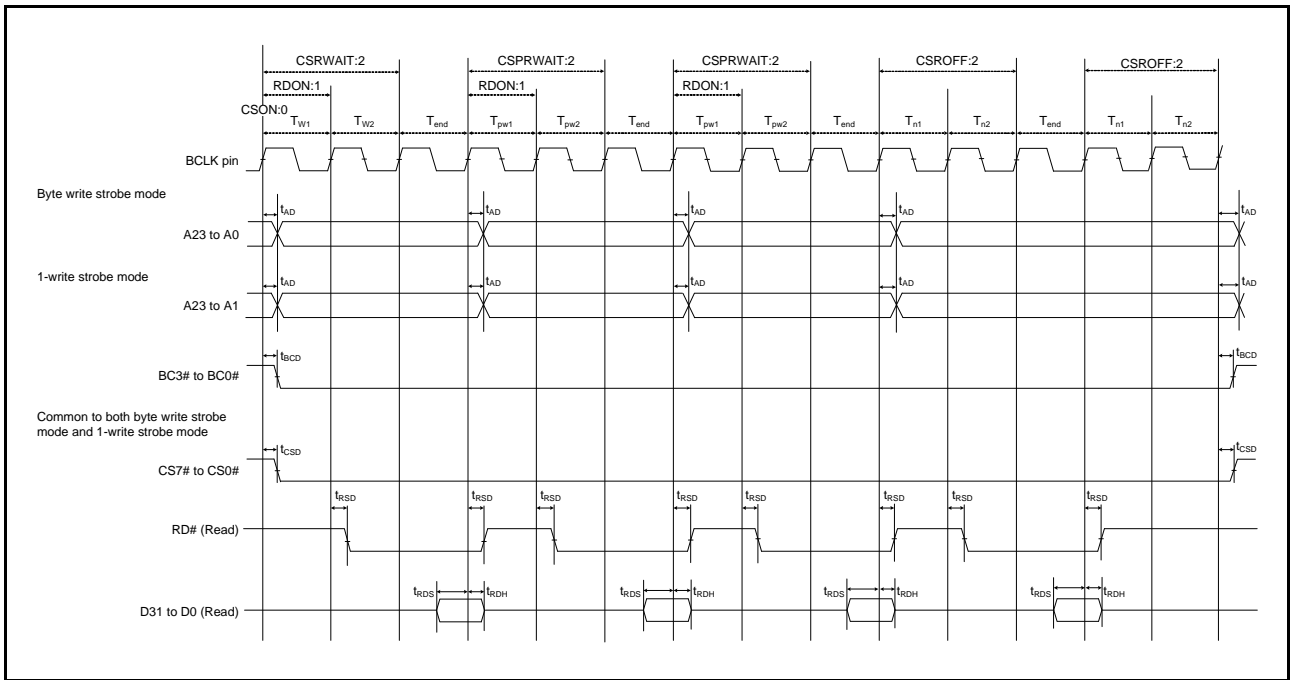 CSRWAIT:2 CSPRWAIT:2 CSPRWAIT:2 CSROFF:2 CSROFF:2
RDON:1 RDON:1 RDON:1
CSON:0
TW1 TW2 Tend Tpw1 Tpw2 Tend Tpw1 Tpw2 Tend Tn1 Tn2 Tend Tn1 Tn2
BCLK pin
Byte write strobe mode
tAD tAD tAD tAD tAD
A23 to A0
1-write strobe mode
tAD tAD tAD tAD tAD
A23 to A1
tBCD tBCD
BC3# to BC0#
Common to both byte write strobe
mode and 1-write strobe mode
tCSD tCSD
CS7# to CS0#
tRSD tRSD tRSD tRSD tRSD tRSD tRSD tRSD
RD# (Read)
tRDS tRDH tRDS tRDH tRDS tRDH tRDS tRDH
D31 to D0 (Read)